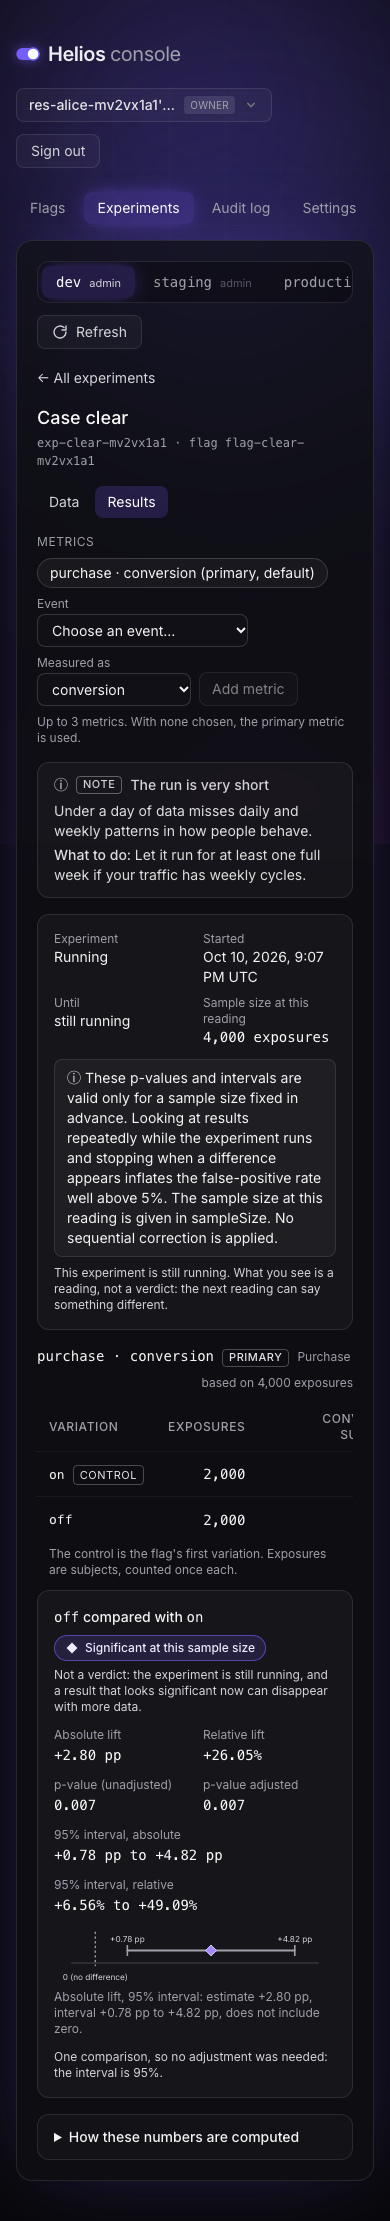 Helios console
res-alice-mv2vx1a1'... OWNER
Sign out
Flags Experiments Audit log Settings
dev admin staging admin producti
Refresh
← All experiments
Case clear
exp-clear-mv2vx1a1 · flag flag-clear-
mv2vx1a1
Data Results
METRICS
purchase · conversion (primary, default)
Event
Choose an event...
Measured as
conversion Add metric
Up to 3 metrics. With none chosen, the primary metric
is used.
ⓘ NOTE The run is very short
Under a day of data misses daily and
weekly patterns in how people behave.
What to do: Let it run for at least one full
week if your traffic has weekly cycles.
Experiment Started
Running Oct 10, 2026, 9:07
PM UTC
Until Sample size at this
reading
still running 4,000 exposures
ⓘ These p-values and intervals are
valid only for a sample size fixed in
advance. Looking at results
repeatedly while the experiment runs
and stopping when a difference
appears inflates the false-positive rate
well above 5%. The sample size at this
reading is given in sampleSize. No
sequential correction is applied.
This experiment is still running. What you see is a
reading, not a verdict: the next reading can say
something different.
purchase · conversion PRIMARY Purchase
based on 4,000 exposures
VARIATION EXPOSURES
on CONTROL 2,000
off 2,000
The control is the flag's first variation. Exposures
are subjects, counted once each.
off compared with on
◆ Significant at this sample size
Not a verdict: the experiment is still running, and
a result that looks significant now can disappear
with more data.
Absolute lift Relative lift
+2.80 pp +26.05%
p-value (unadjusted) p-value adjusted
0.007 0.007
95% interval, absolute
+0.78 pp to +4.82 pp
95% interval, relative
+6.56% to +49.09%
+0.78 pp +4.82 pp
0 (no difference)
Absolute lift, 95% interval: estimate +2.80 pp,
interval +0.78 pp to +4.82 pp, does not include
zero.
One comparison, so no adjustment was needed:
the interval is 95%.
▶ How these numbers are computed